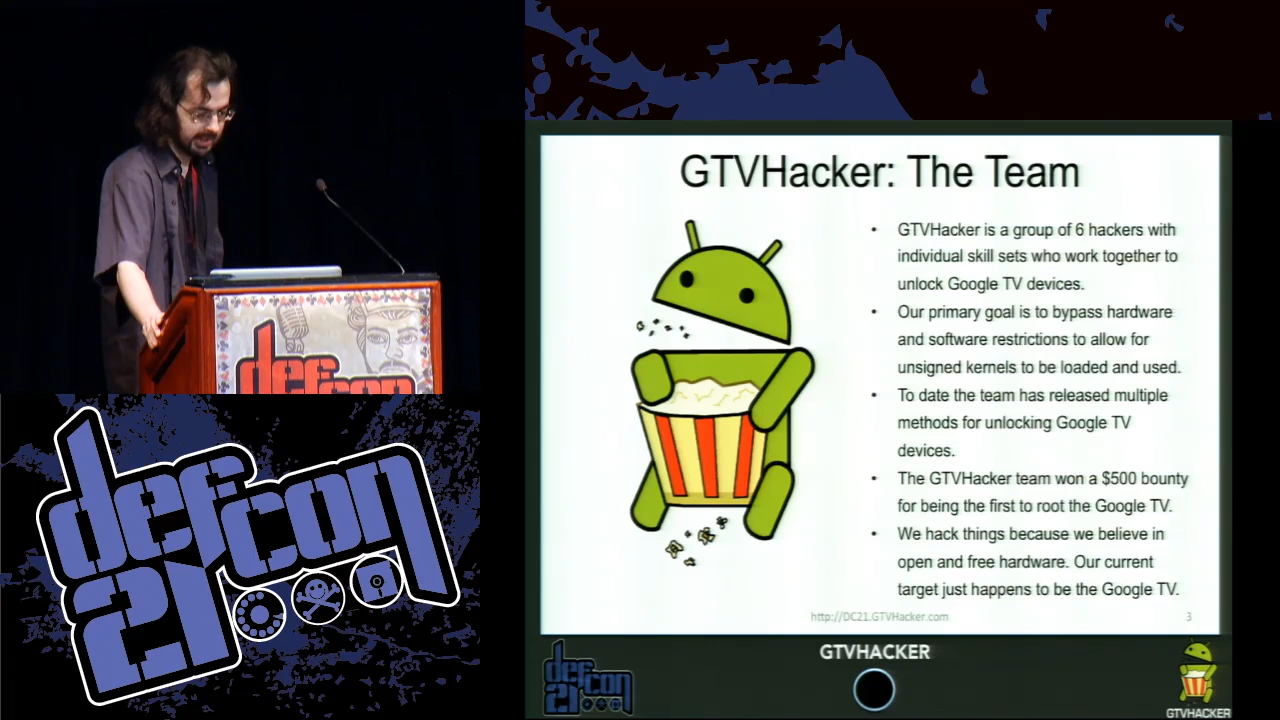 GTVHacker: The Team
• GTVHacker is a group of 6 hackers with
individual skill sets who work together to
unlock Google TV devices.
• Our primary goal is to bypass hardware
and software restrictions to allow for
unsigned kernels to be loaded and used.
• To date the team has released multiple
methods for unlocking Google TV
devices.
• The GTVHacker team won a $500 bounty
for being the first to root the Google TV.
• We hack things because we believe in
open and free hardware. Our current
target just happens to be the Google TV.
http://DC21.GTVHacker.com
3
defcon
defcon
21
defcon
21
GTVHACKER
GTVHACKER